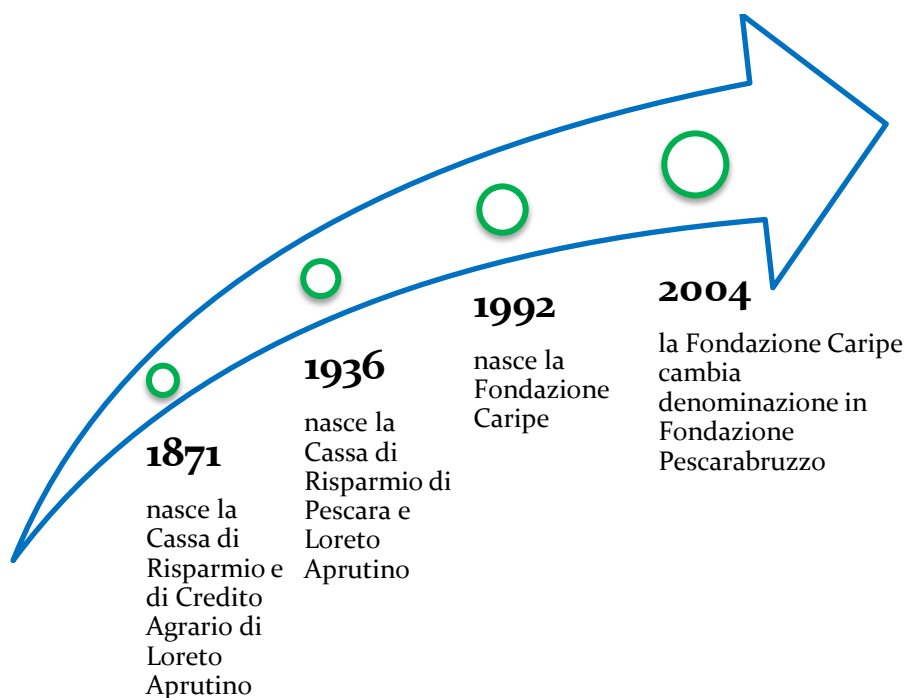 1871
nasce la
Cassa di
Risparmio e
di Credito
Agrario di
Loreto
Aprutino
1936
nasce la
Cassa di
Risparmio di
Pescara e
Loreto
Aprutino
1992
nasce la
Fondazione
Caripe
2004
la Fondazione Caripe
cambia
denominazione in
Fondazione
Pescarabruzzo